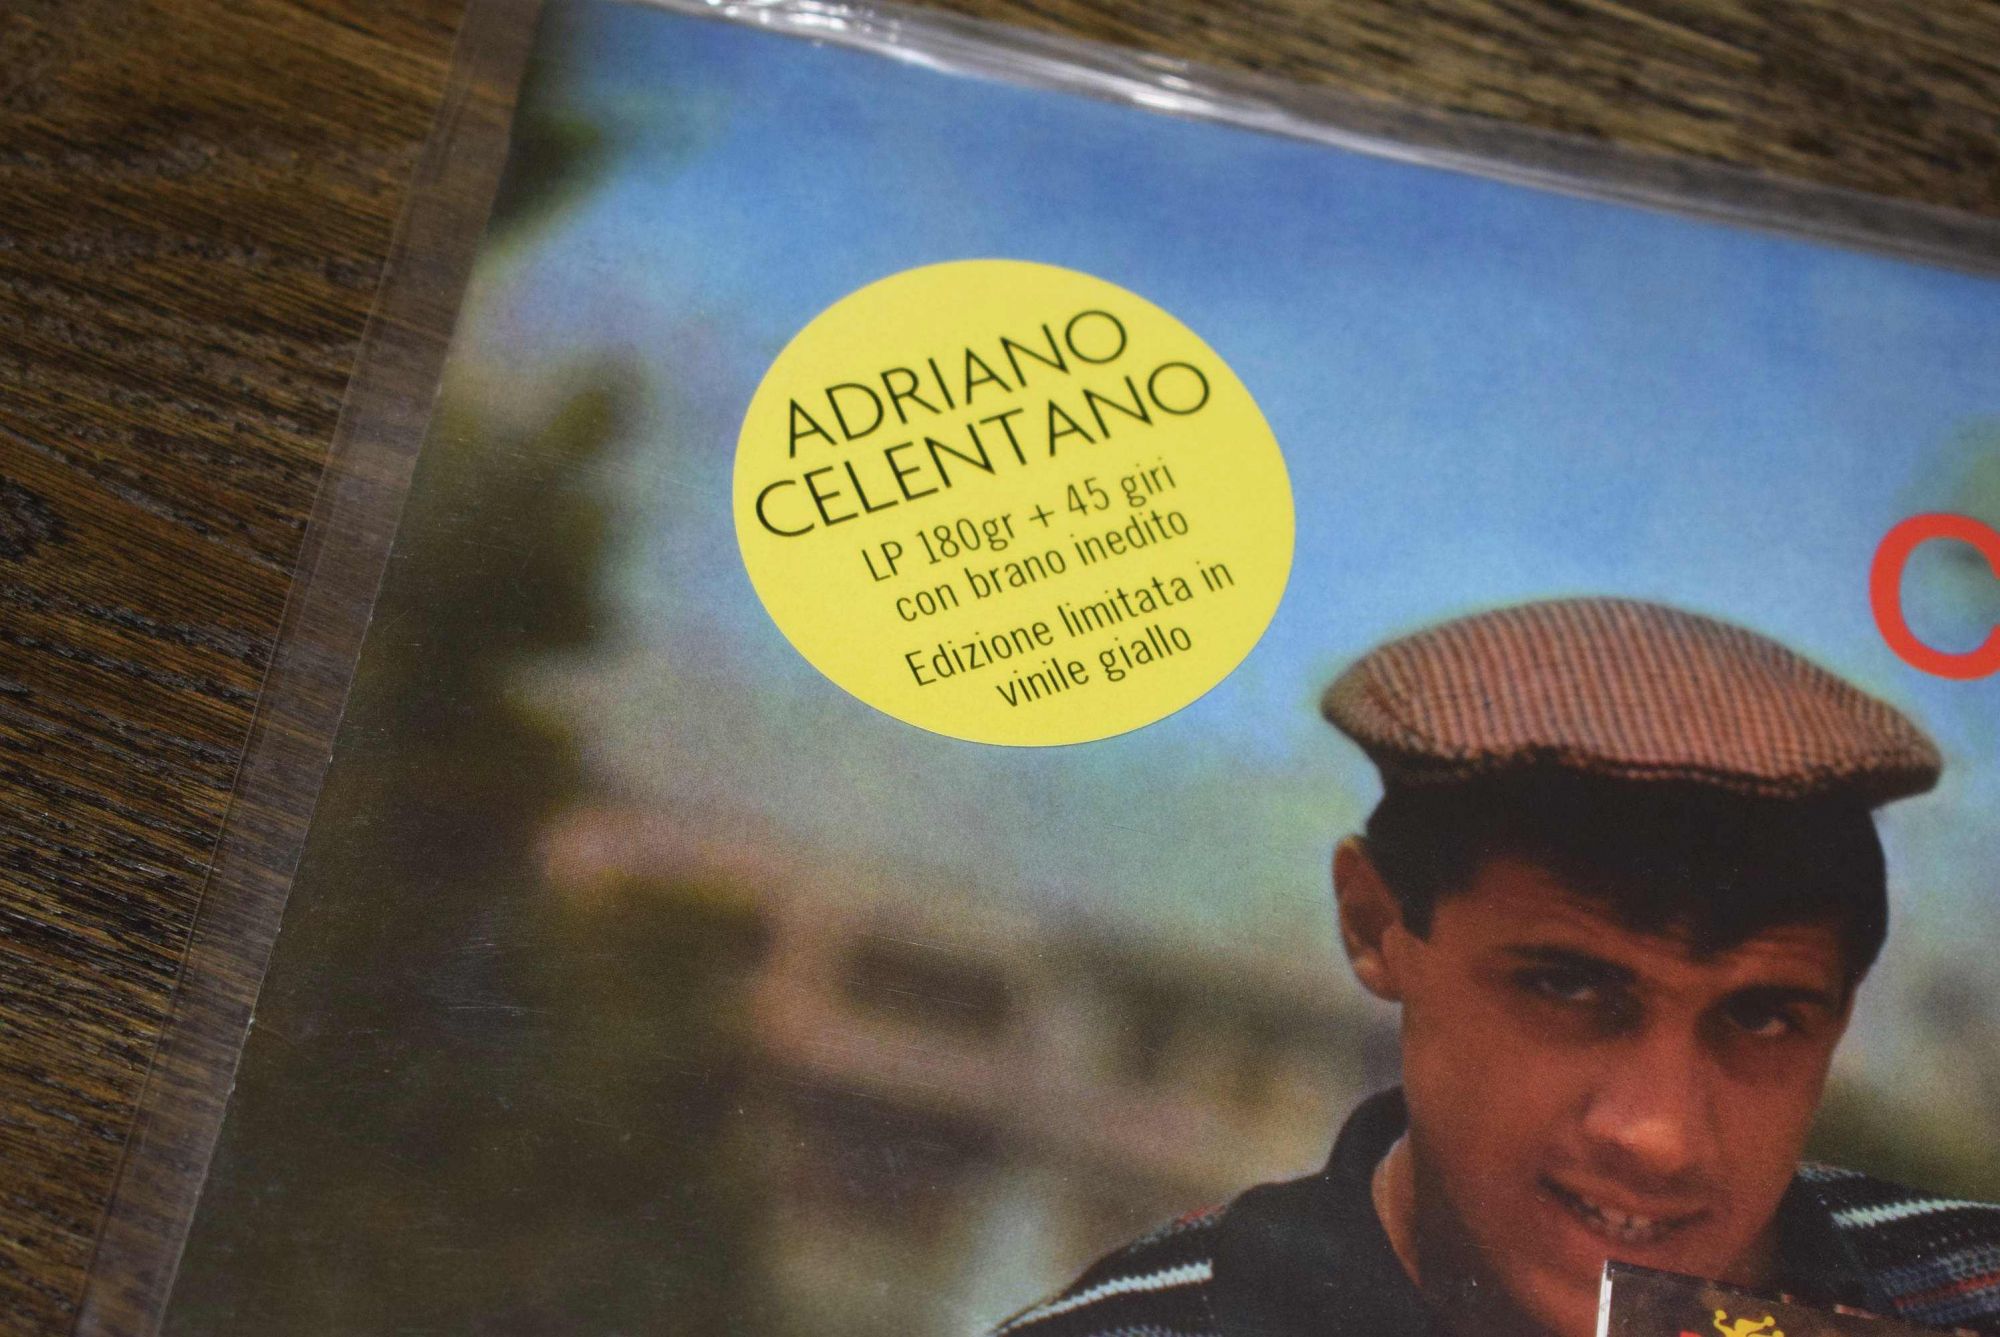 ADRIANO
CELENTANO
LP 180gr + 45 giri
con brano inedito
Edizione limitata in
vinile giallo